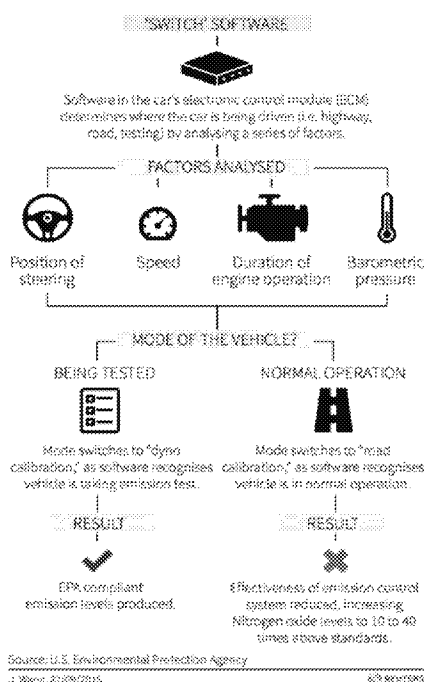 'SWITCH' SOFTWARE
Software in the car's electronic control module (ECM)
determines where the car is being driven (i.e. highway,
road, testing) by analysing a series of factors.
FACTORS ANALYSED
Position of
steering
Speed
Duration of
engine operation
Barometric
pressure
MODE OF THE VEHICLE?
BEING TESTED
Mode switches to "dyno
calibration," as software recognises
vehicle is taking emission test.
RESULT
EPA compliant
emission levels produced.
NORMAL OPERATION
Mode switches to "road
calibration," as software recognises
vehicle is in normal operation.
RESULT
Effectiveness of emission control
system reduced, increasing
Nitrogen oxide levels to 10 to 40
times above standards.
Source: U.S. Environmental Protection Agency
REUTERS